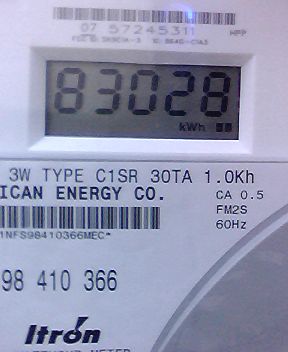 07 57245311
83028
kWh
3W TYPE C1SR 30TA 1.0Kh
ICAN ENERGY CO.
CA 0.5
FM2S
60Hz
1NFS98410366MEC*
98 410 366
Itron